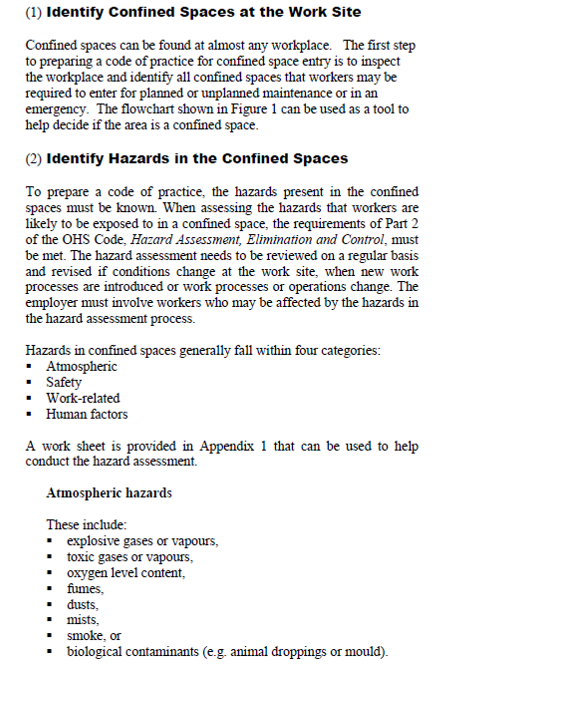 (1) Identify Confined Spaces at the Work Site
Confined spaces can be found at almost any workplace. The first step
to preparing a code of practice for confined space entry is to inspect
the workplace and identify all confined spaces that workers may be
required to enter for planned or unplanned maintenance or in an
emergency. The flowchart shown in Figure 1 can be used as a tool to
help decide if the area is a confined space.
(2) Identify Hazards in the Confined Spaces
To prepare a code of practice, the hazards present in the confined
spaces must be known. When assessing the hazards that workers are
likely to be exposed to in a confined space, the requirements of Part 2
of the OHS Code, Hazard Assessment, Elimination and Control, must
be met. The hazard assessment needs to be reviewed on a regular basis
and revised if conditions change at the work site, when new work
processes are introduced or work processes or operations change. The
employer must involve workers who may be affected by the hazards in
the hazard assessment process.
Hazards in confined spaces generally fall within four categories:
▪ Atmospheric
▪ Safety
▪ Work-related
▪ Human factors
A work sheet is provided in Appendix 1 that can be used to help
conduct the hazard assessment.
Atmospheric hazards
These include:
▪ explosive gases or vapours,
▪ toxic gases or vapours,
▪ oxygen level content,
▪ fumes,
▪ dusts,
▪ mists,
▪ smoke, or
▪ biological contaminants (e.g. animal droppings or mould).